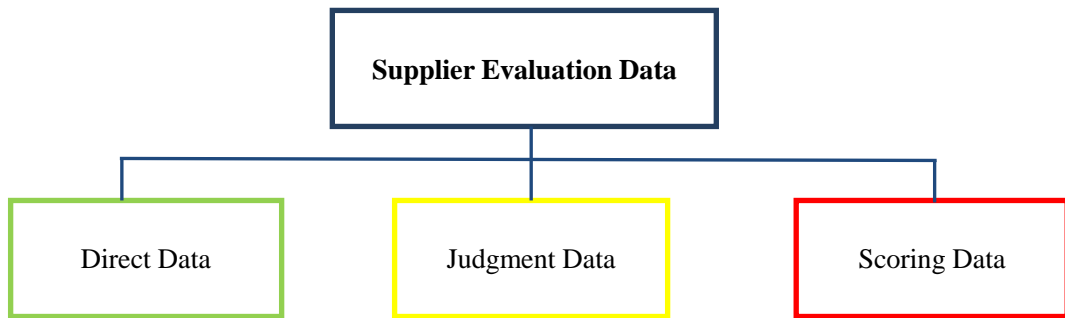 Supplier Evaluation Data
Direct Data
Judgment Data
Scoring Data